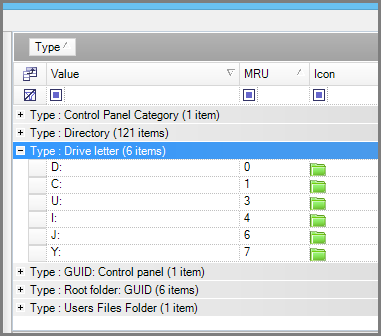 Type
Value MRU Icon
Type : Control Panel Category (1 item)
Type : Directory (121 items)
Type : Drive letter (6 items)
D: 0
C: 1
U: 3
I: 4
J: 6
Y: 7
Type : GUID: Control panel (1 item)
Type : Root folder: GUID (6 items)
Type : Users Files Folder (1 item)